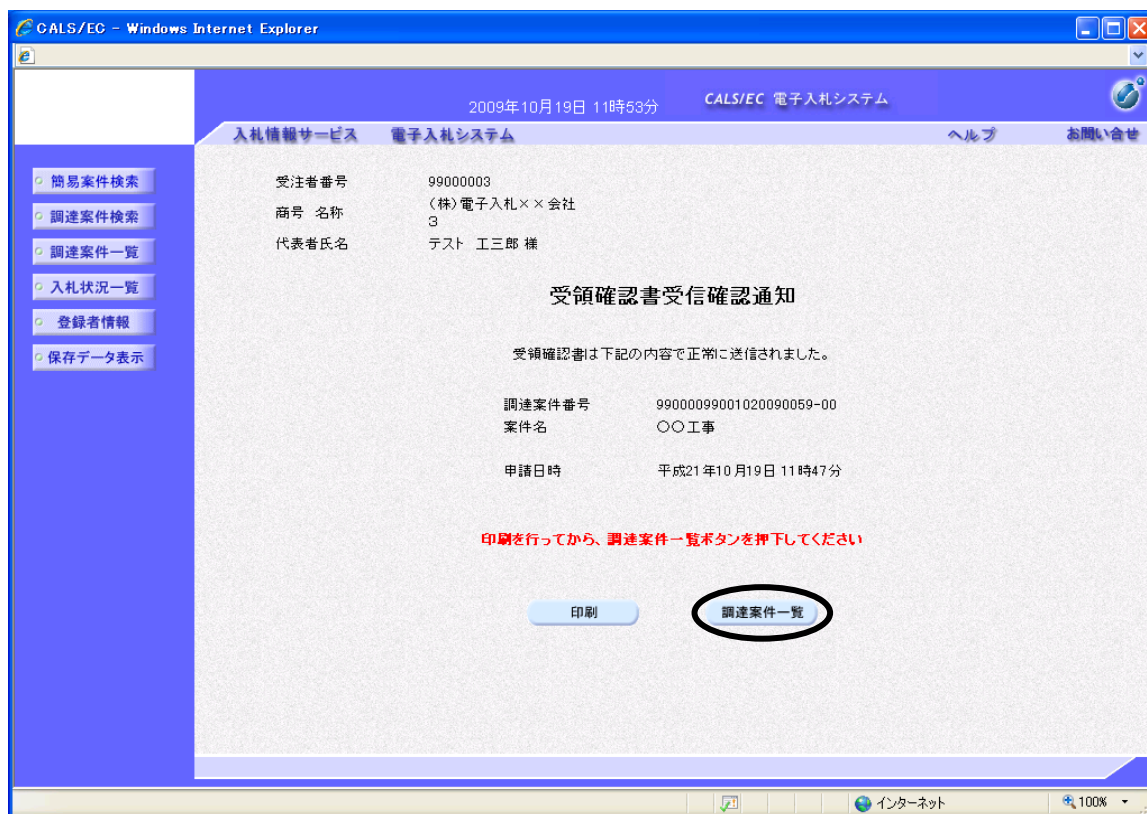 CALS/EC - Windows Internet Explorer
2009年10月19日 11時53分
CALS/EC 電子入札システム
入札情報サービス 電子入札システム ヘルプ お問い合せ
簡易案件検索
調達案件検索
調達案件一覧
入札状況一覧
登録者情報
保存データ表示
受注者番号 99000003
商号 名称 (株)電子入札××会社
3
代表者氏名 テスト 工三郎 様
受領確認書受信確認通知
受領確認書は下記の内容で正常に送信されました。
調達案件番号 99000099001020090059-00
案件名 〇〇工事
申請日時 平成21年10月19日 11時47分
印刷を行ってから、調達案件一覧ボタンを押下してください
印刷 調達案件一覧
インターネット 100%